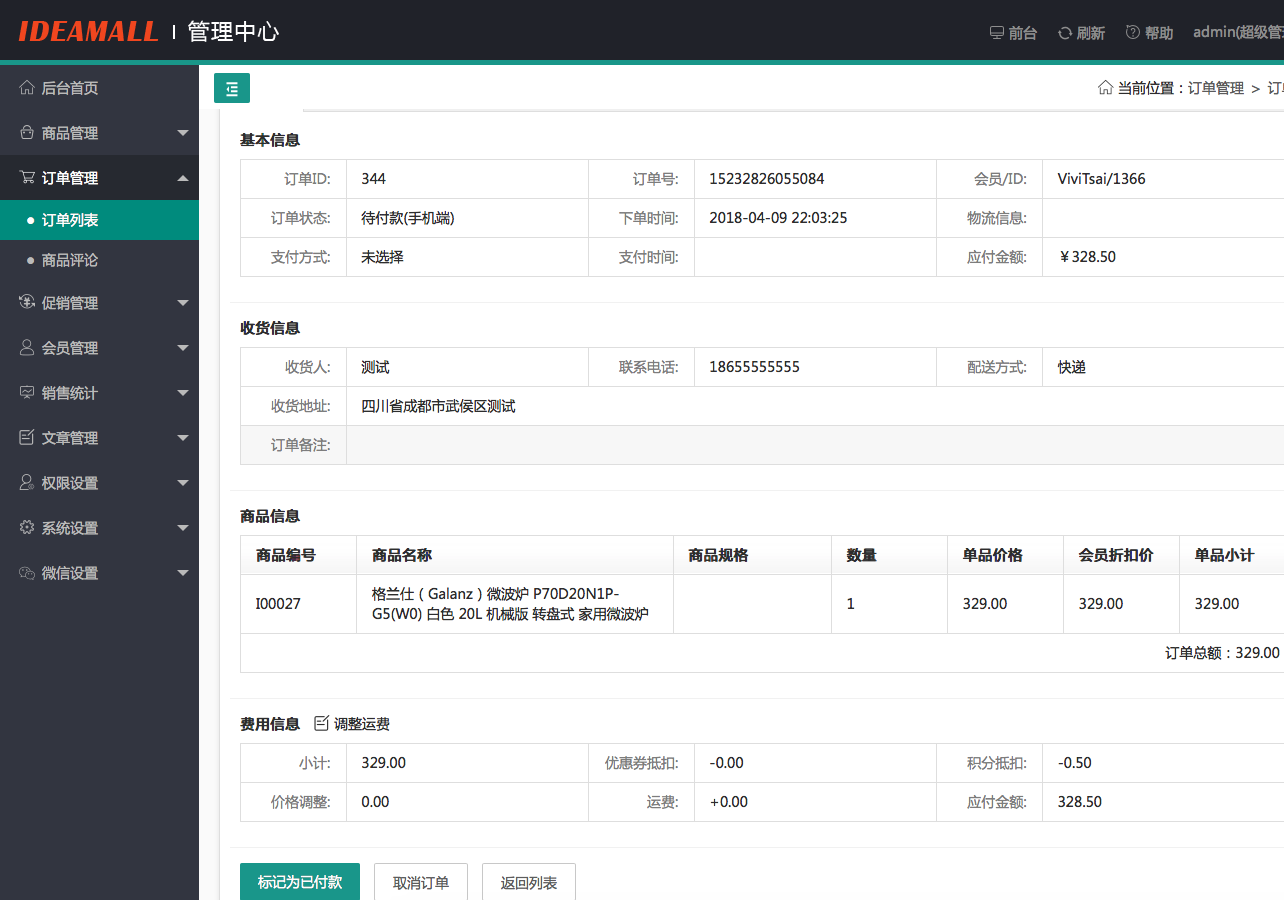 IDEAMALL 管理中心
前台 刷新 帮助 admin(超级管
后台首页
商品管理
订单管理
订单列表
商品评论
促销管理
会员管理
销售统计
文章管理
权限设置
系统设置
微信设置
当前位置：订单管理 >
基本信息
订单ID: 344 订单号: 15232826055084 会员/ID: ViviTsai/1366
订单状态: 待付款(手机端) 下单时间: 2018-04-09 22:03:25 物流信息:
支付方式: 未选择 支付时间: 应付金额: ￥328.50
收货信息
收货人: 测试 联系电话: 18655555555 配送方式: 快递
收货地址: 四川省成都市武侯区测试
订单备注:
商品信息
商品编号 商品名称 商品规格 数量 单品价格 会员折扣价 单品小计
I00027 格兰仕（Galanz）微波炉 P70D20N1P-
G5(W0) 白色 20L 机械版 转盘式 家用微波炉 1 329.00 329.00 329.00
订单总额：329.00
费用信息 调整运费
小计: 329.00 优惠券抵扣: -0.00 积分抵扣: -0.50
价格调整: 0.00 运费: +0.00 应付金额: 328.50
标记为已付款 取消订单 返回列表